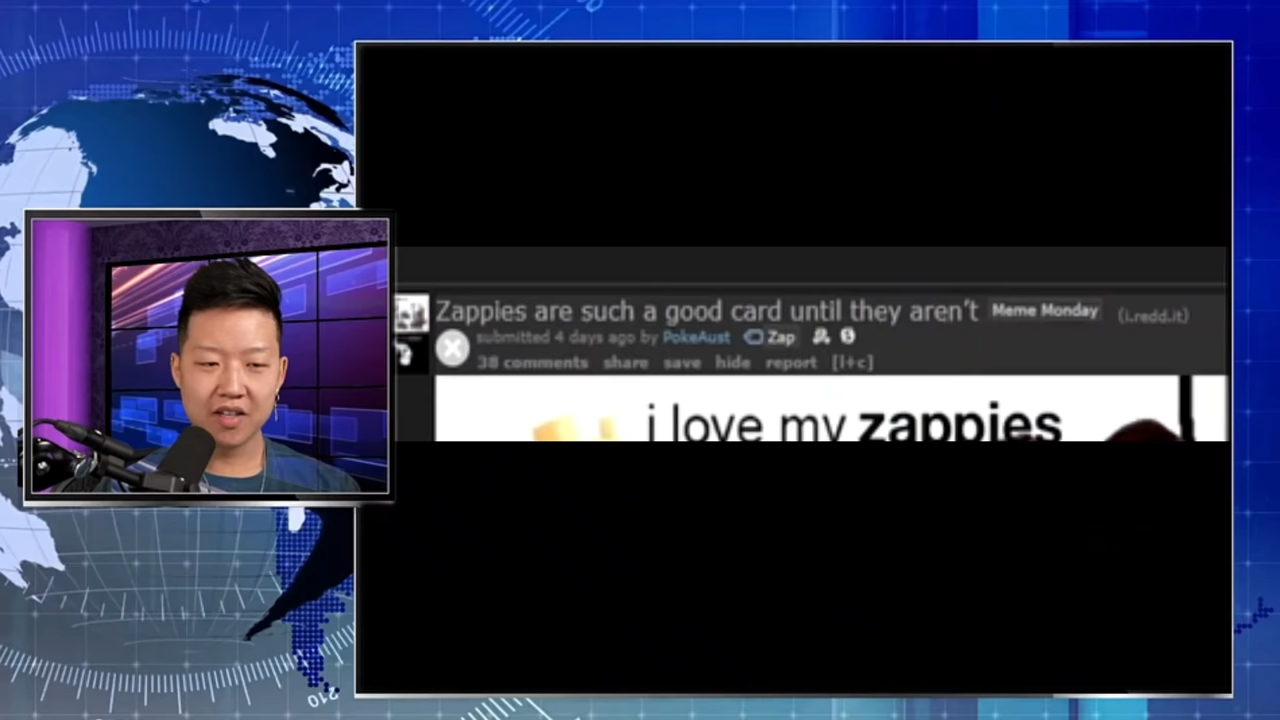 Zappies are such a good card until they aren't Meme Monday (i.redd.it)
submitted 4 days ago by PokeAust Zap
38 comments share save hide report [l+c]
i love my zappies
210